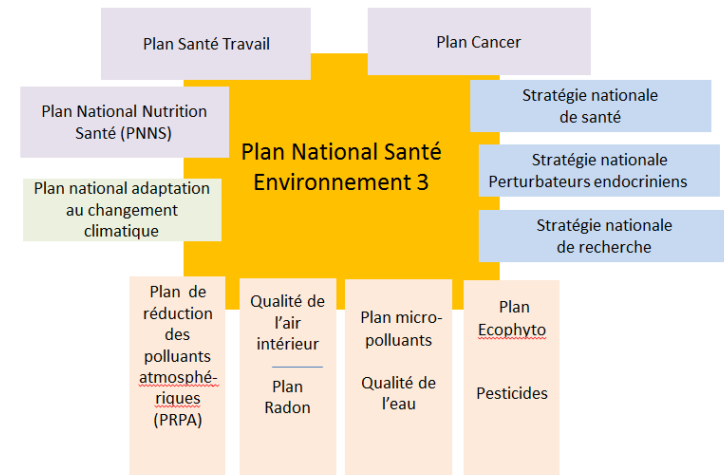 Plan Santé Travail
Plan Cancer
Plan National Nutrition
Santé (PNNS)
Stratégie nationale
de santé
Plan National Santé
Environnement 3
Stratégie nationale
Perturbateurs endocriniens
Plan national adaptation
au changement
climatique
Stratégie nationale
de recherche
Plan de
réduction
des
polluants
atmosphé-
riques
(PRPA)
Qualité de
l'air
intérieur
Plan
Radon
Plan micro-
polluants
Qualité de
l'eau
Plan
Ecophyto
Pesticides